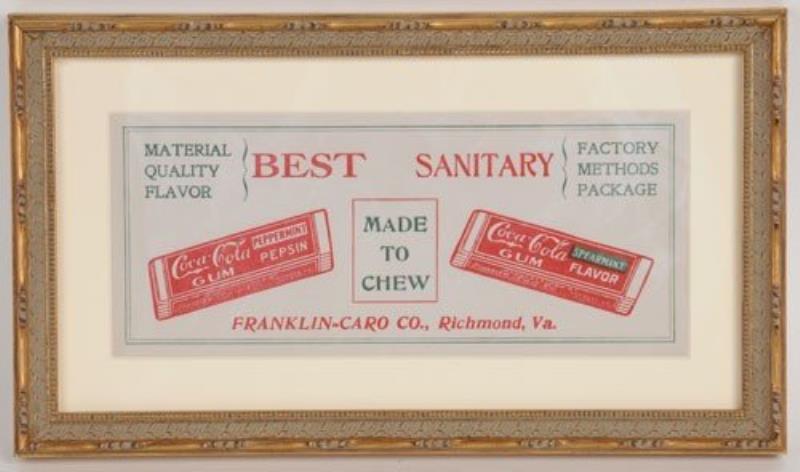 MATERIAL
QUALITY
FLAVOR
BEST SANITARY
FACTORY
METHODS
PACKAGE
Coca-Cola PEPPERMINT
GUM PEPSIN
MADE
TO
CHEW
Coca-Cola SPEARMINT
GUM FLAVOR
FRANKLIN-CARO CO., Richmond, Va.